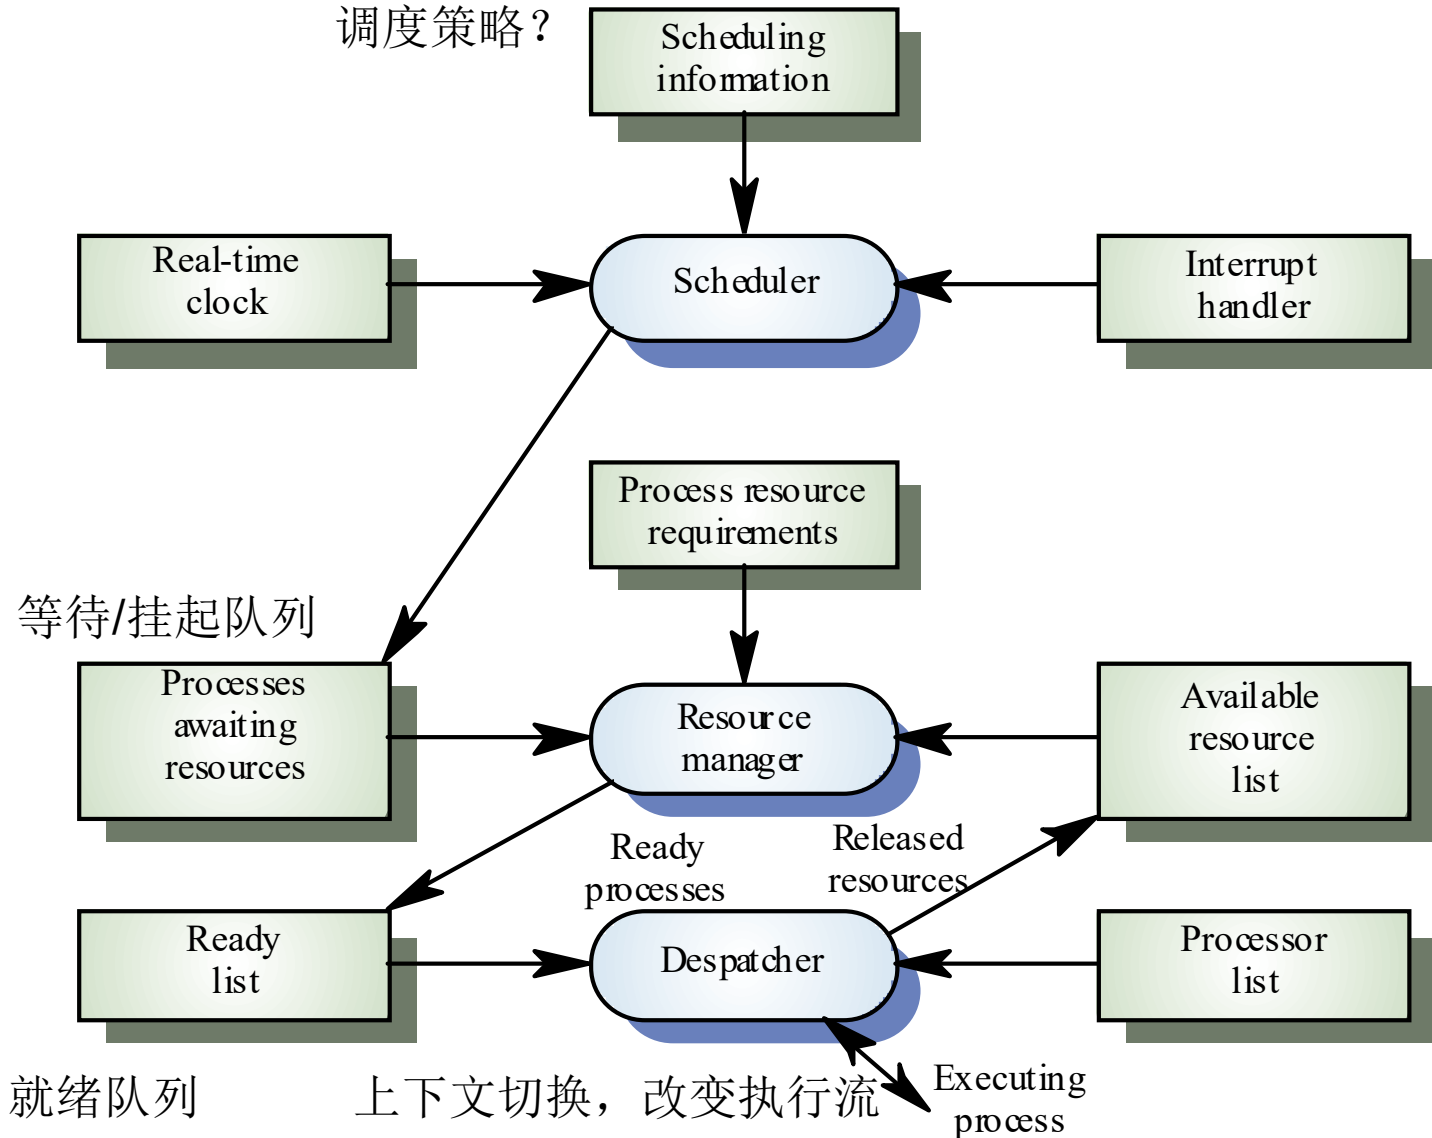 调度策略？
Scheduling
information
Real-time
clock
Scheduler
Interrupt
handler
Process resource
requirements
等待/挂起队列
Processes
awaiting
resources
Resource
manager
Available
resource
list
Ready
processes
Released
resources
Ready
list
Despatcher
Processor
list
就绪队列
上下文切换，改变执行流
Executing
process